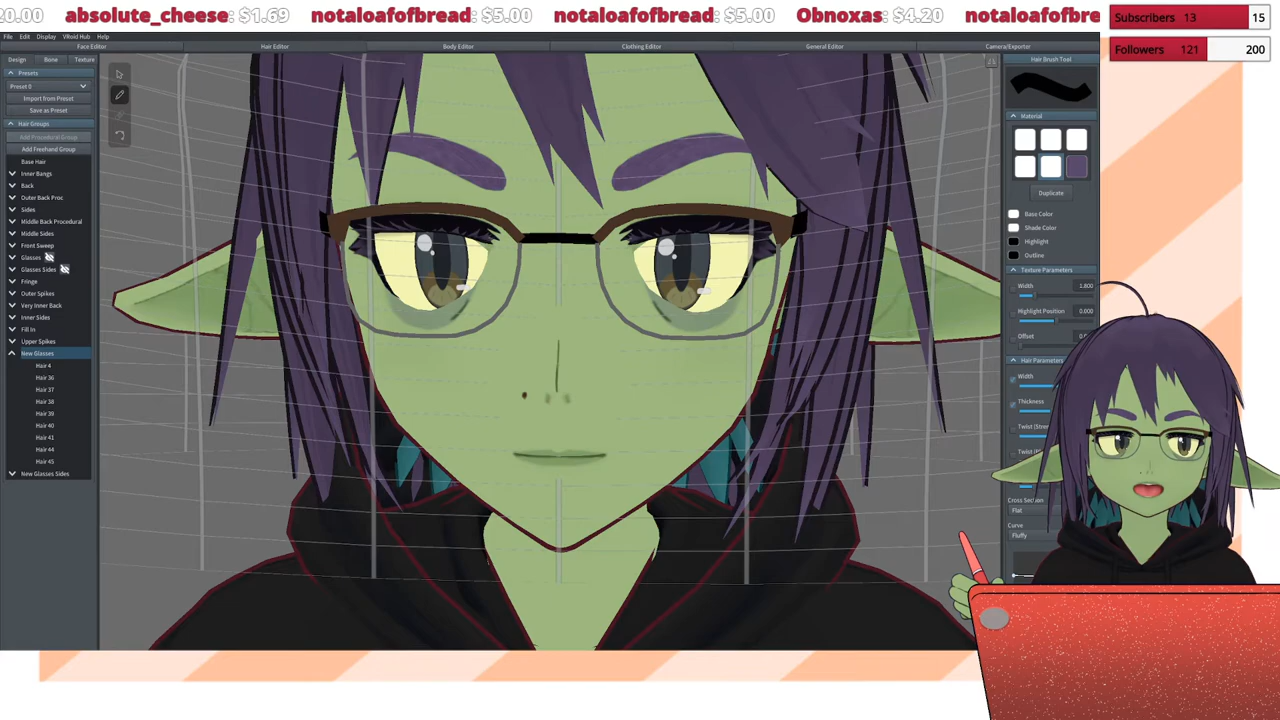 20.00 absolute_cheese: $1.69 notaloafofbread: $5.00 notaloafofbread: $5.00 Obnoxas: $4.20 notaloafofbre
Subscribers 13 15
Followers 121 200
File Edit Display VRoid Hub Help
Face Editor Hair Editor Body Editor Clothing Editor General Editor Camera/Exporter
Design Bone Texture
Presets
Preset 0
Import from Preset
Save as Preset
Hair Groups
Add Procedural Group
Add Freehand Group
Base Hair
Inner Bangs
Back
Outer Back Proc
Sides
Middle Back Procedural
Middle Sides
Front Sweep
Glasses
Glasses Sides
Fringe
Outer Spikes
Very Inner Back
Inner Sides
Fill In
Upper Spikes
New Glasses
Hair 4
Hair 36
Hair 37
Hair 38
Hair 39
Hair 40
Hair 41
Hair 44
Hair 45
New Glasses Sides
Hair Brush Tool
Material
Duplicate
Base Color
Shade Color
Highlight
Outline
Texture Parameters
Width 1.800
Highlight Position 0.000
Offset
Hair Parameters
Width
Thickness
Twist
Twist
Cross Section
Flat
Curve
Fluffy